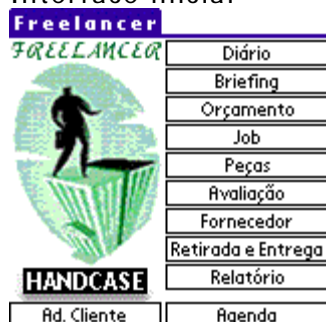 Interface Inicial
Freelancer
FREELANCER
Diário
Briefing
Orçamento
Job
Peças
Avaliação
Fornecedor
Retirada e Entrega
HANDCASE
Relatório
Ad. Cliente
Agenda